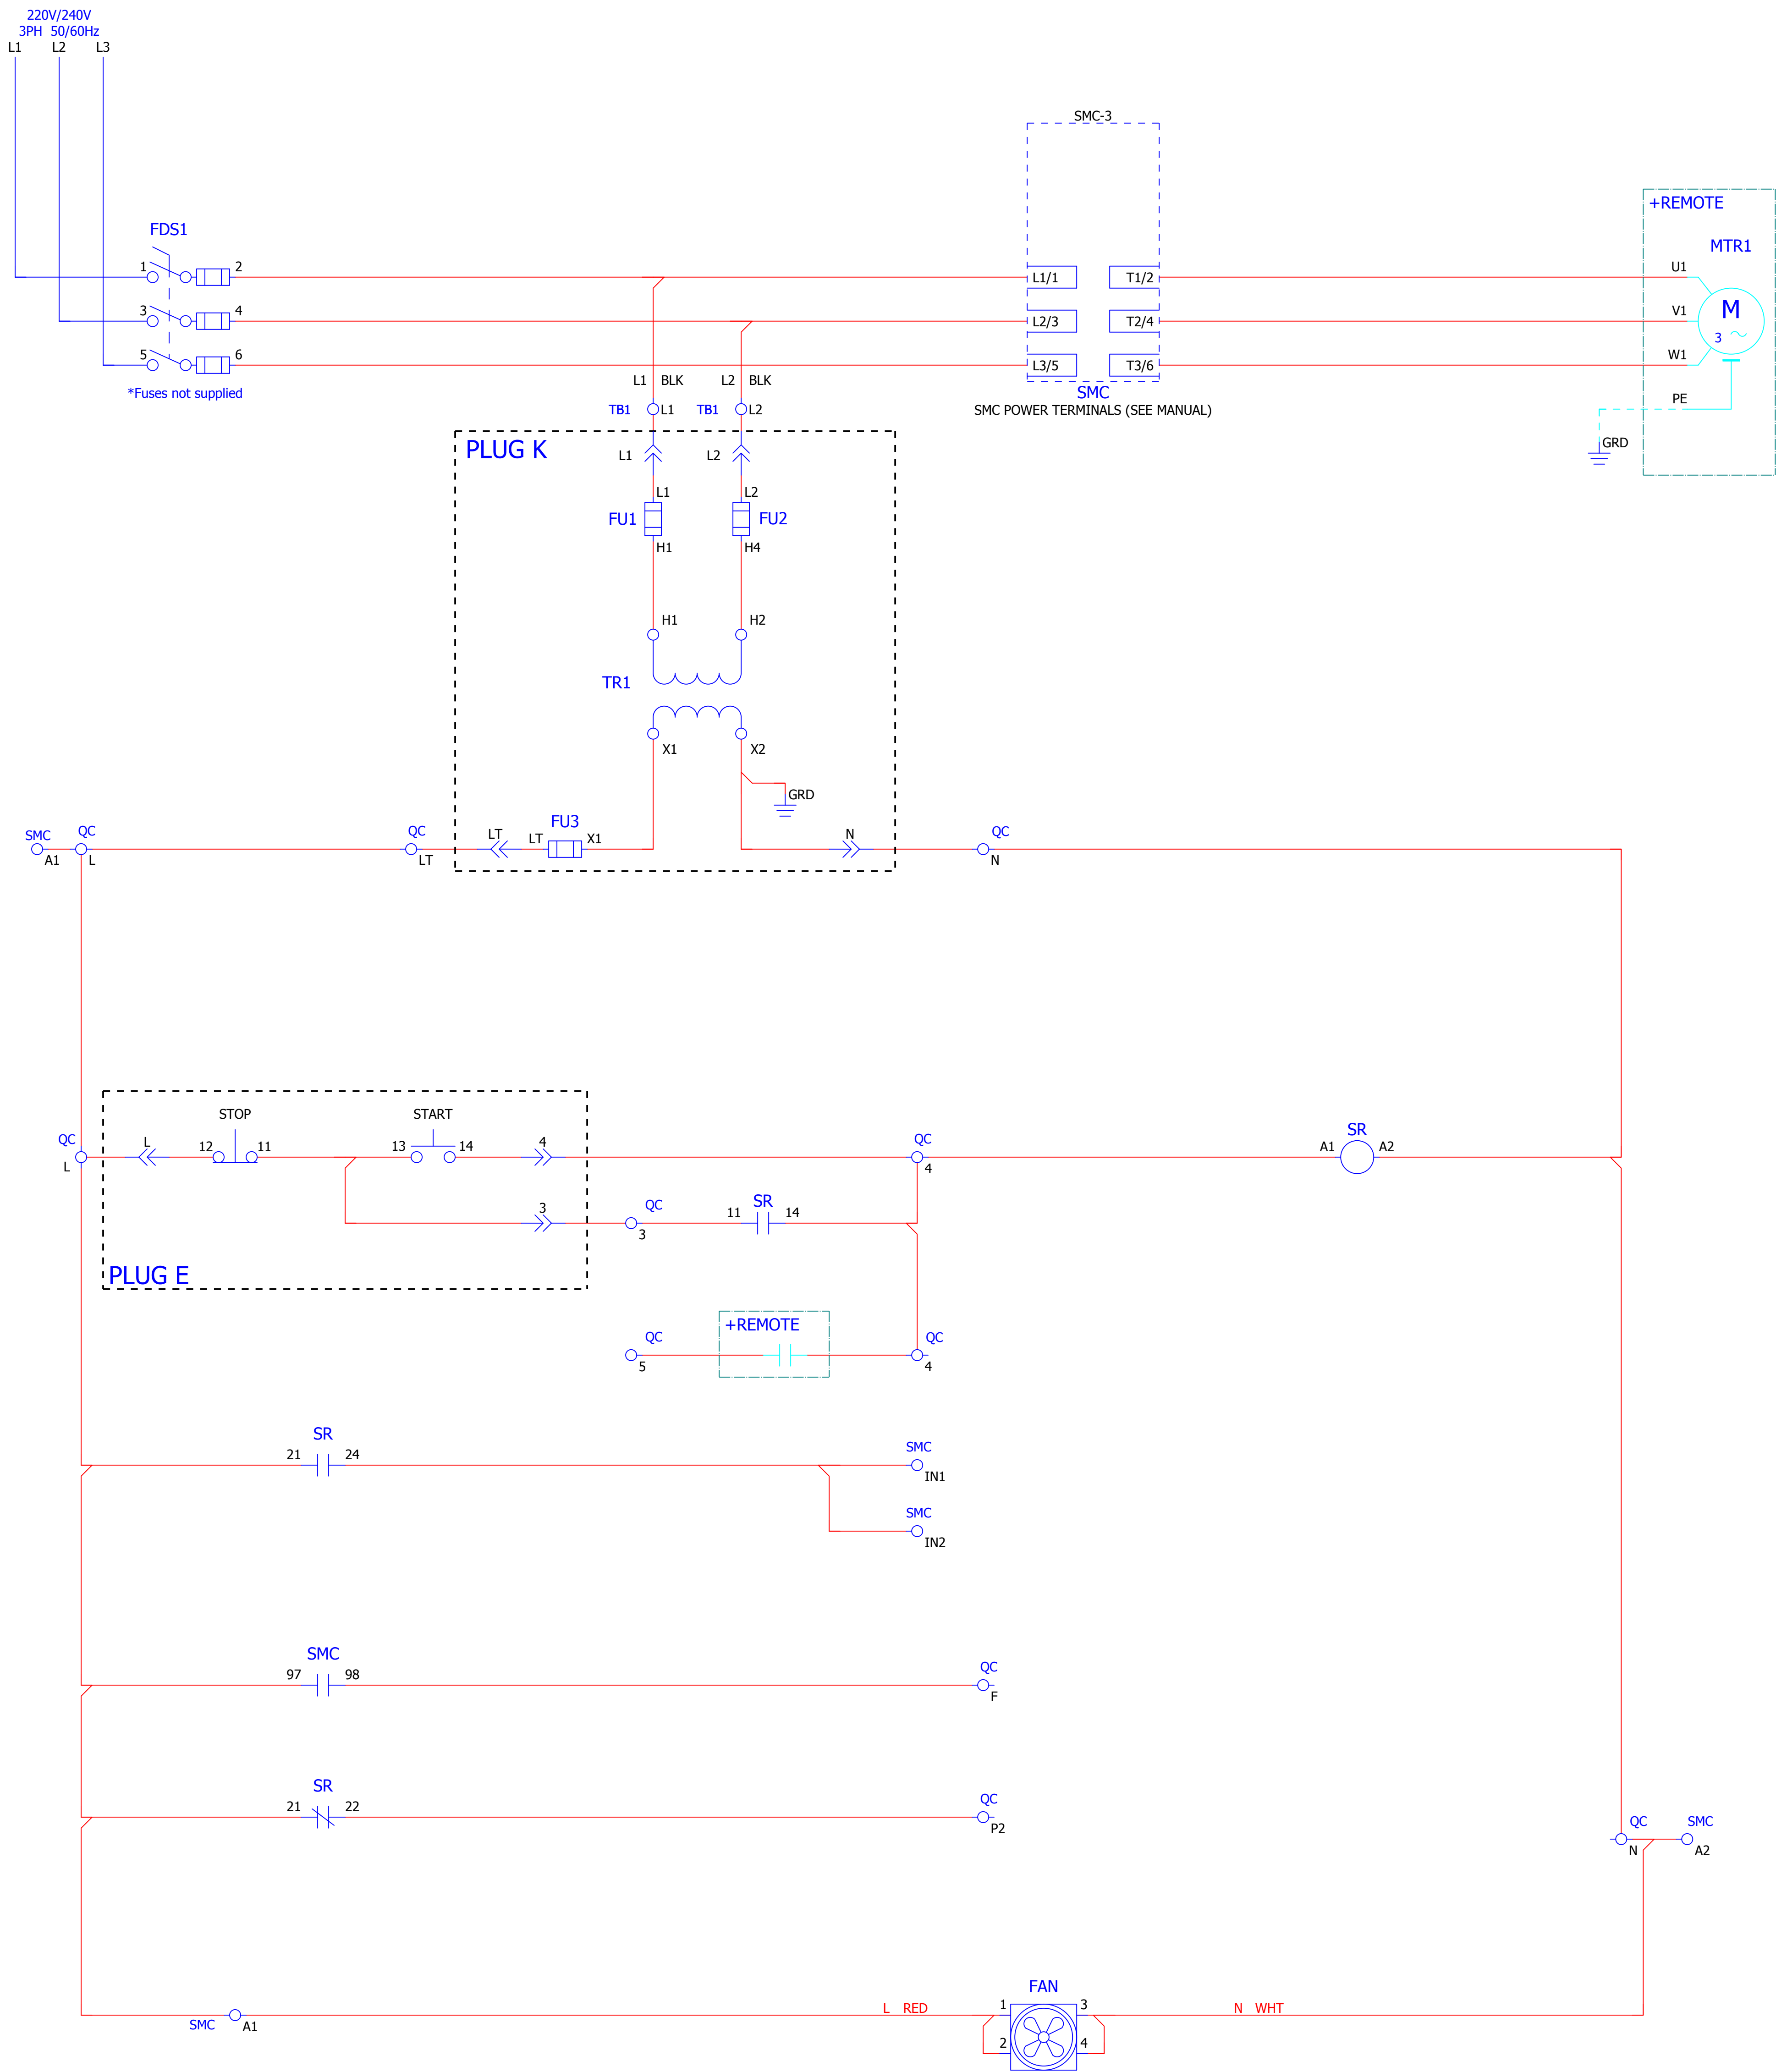 220V/240V
3PH 50/60Hz
L1 L2 L3
SMC-3
+REMOTE
FDS1
MTR1
1 2 L1/1 T1/2 U1
3 4 L2/3 T2/4 V1 M
3
5 6 L3/5 T3/6 W1
*Fuses not supplied
L1 BLK L2 BLK
SMC
PE
TB1 L1 TB1 L2
SMC POWER TERMINALS (SEE MANUAL)
GRD
PLUG K
L1 L2
L1 L2
FU1 FU2
H1 H4
H1 H2
TR1
X1 X2
GRD
FU3
SMC QC QC LT LT X1 N QC
A1 L LT N
STOP START
QC L 12 11 13 14 4 QC SR
L 4 A1 A2
3 QC 11 SR 14
3
PLUG E
+REMOTE
QC QC
5 4
SR
21 24 SMC
IN1
SMC
IN2
SMC
97 98 QC
F
SR
21 22 QC
P2
QC SMC
N A2
FAN
L RED 1 3 N WHT
SMC A1
2 4